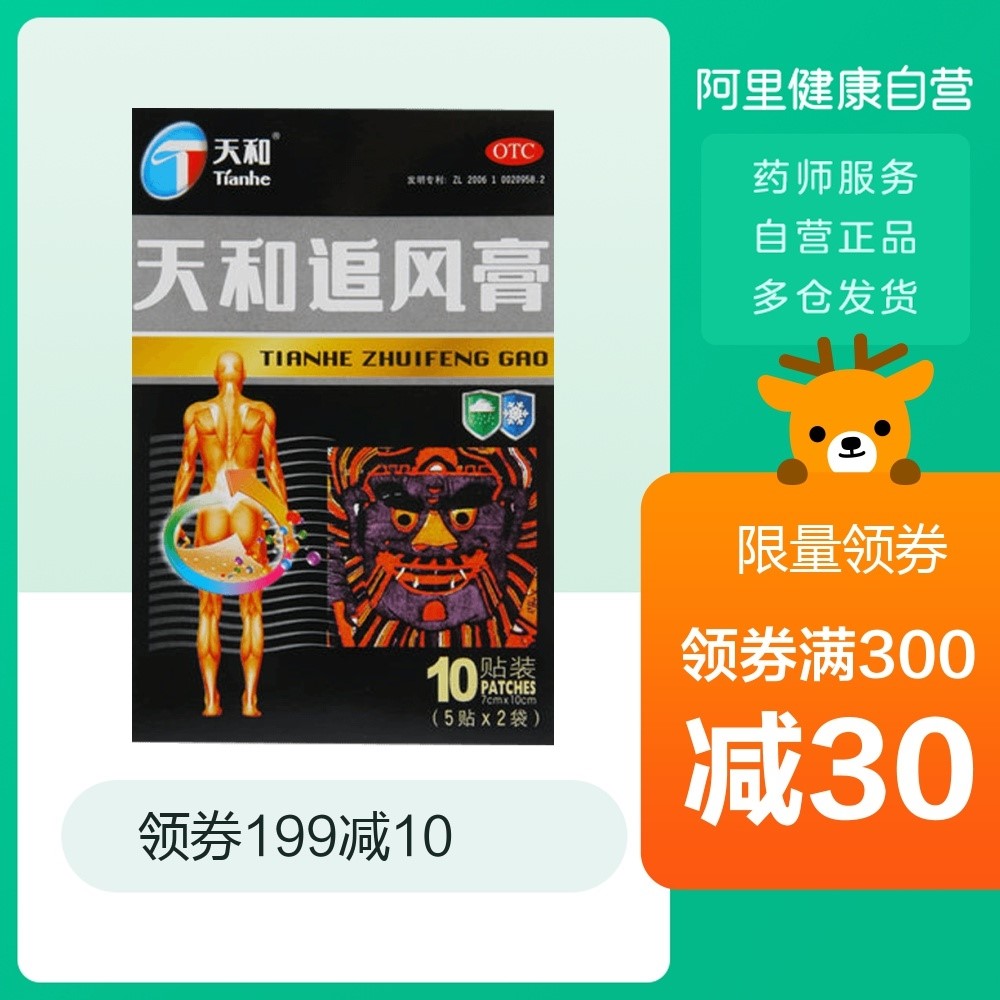 天和®
Tianhe
OTC
发明专利: ZL 2006 1 0020958.2
天和追风膏
TIANHE ZHUIFENG GAO
10贴装
PATCHES
7cmx10cm
(5贴x2袋)
领券199减10
阿里健康自营
药师服务
自营正品
多仓发货
限量领券
领券满300
减30